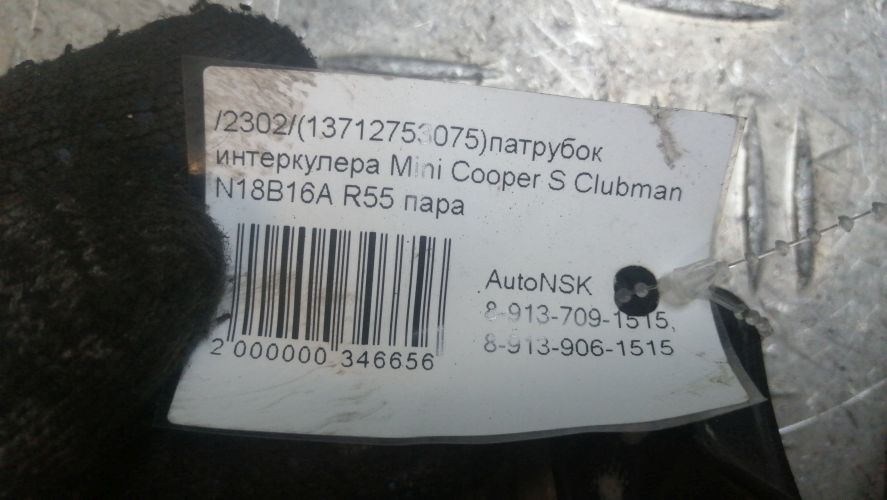 /2302/(13712753075)патрубок
интеркулера Mini Cooper S Clubman
N18B16A R55 пара
AutoNSK
8-913-709-1515,
8-913-906-1515
2 000000 346656